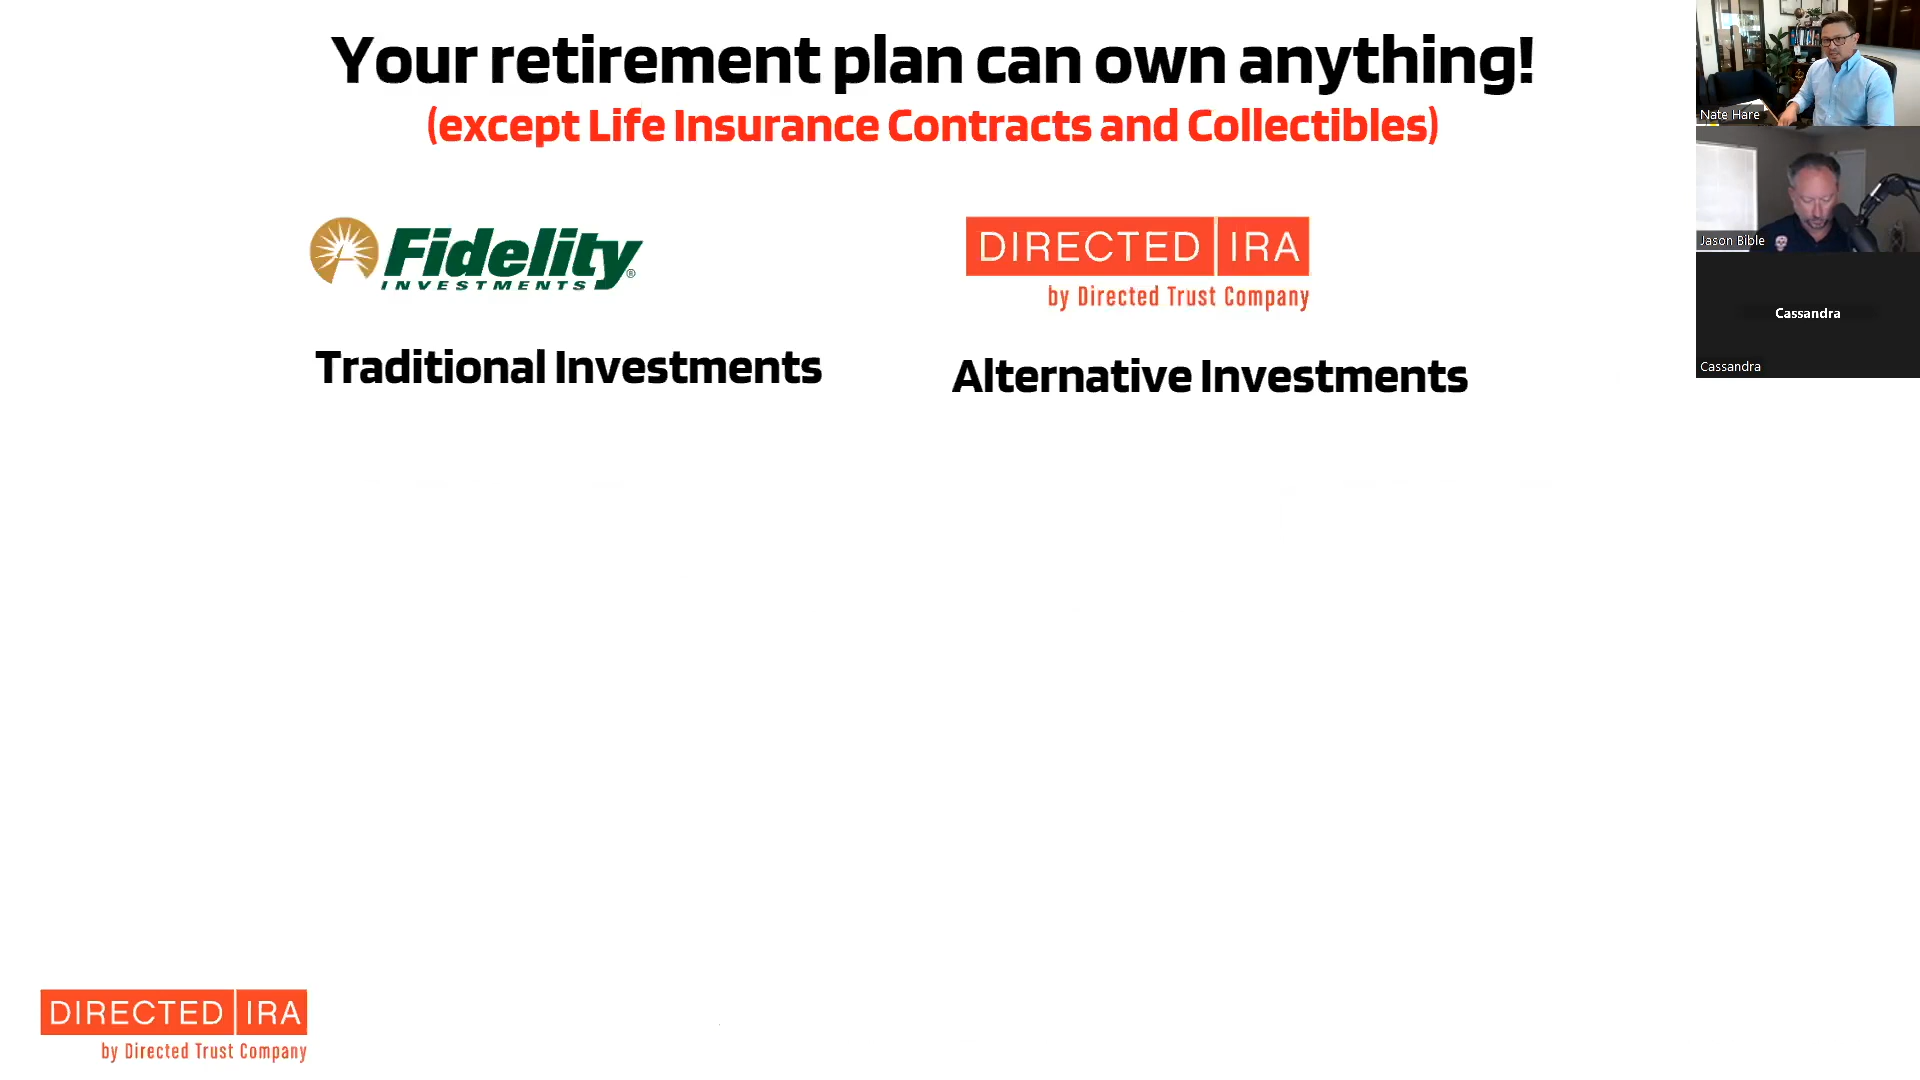 Your retirement plan can own anything!
(except Life Insurance Contracts and Collectibles)
Fidelity®
INVESTMENTS
DIRECTED IRA
by Directed Trust Company
Traditional Investments
Alternative Investments
Nate Hare
Jason Bible
Cassandra
Cassandra
DIRECTED IRA
by Directed Trust Company